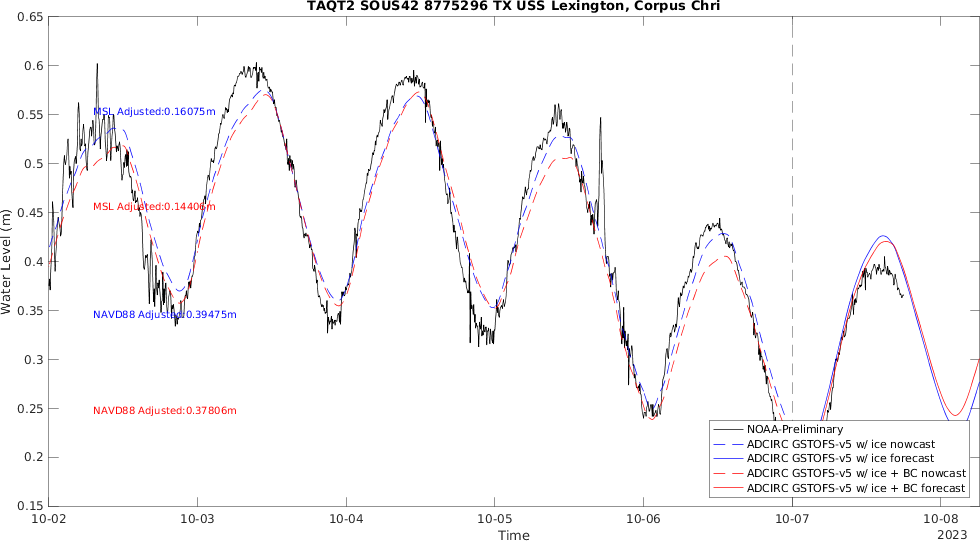 TAQT2 SOUS42 8775296 TX USS Lexington, Corpus Chri
0.65
0.6
0.55
0.5
0.45
0.4
0.35
0.3
0.25
0.2
0.15
Water Level (m)
MSL Adjusted:0.16075m
MSL Adjusted:0.14406m
NAVD88 Adjusted:0.39475m
NAVD88 Adjusted:0.37806m
NOAA-Preliminary
ADCIRC GSTOFS-v5 w/ ice nowcast
ADCIRC GSTOFS-v5 w/ ice forecast
ADCIRC GSTOFS-v5 w/ ice + BC nowcast
ADCIRC GSTOFS-v5 w/ ice + BC forecast
10-02 10-03 10-04 10-05 10-06 10-07 10-08
Time
2023